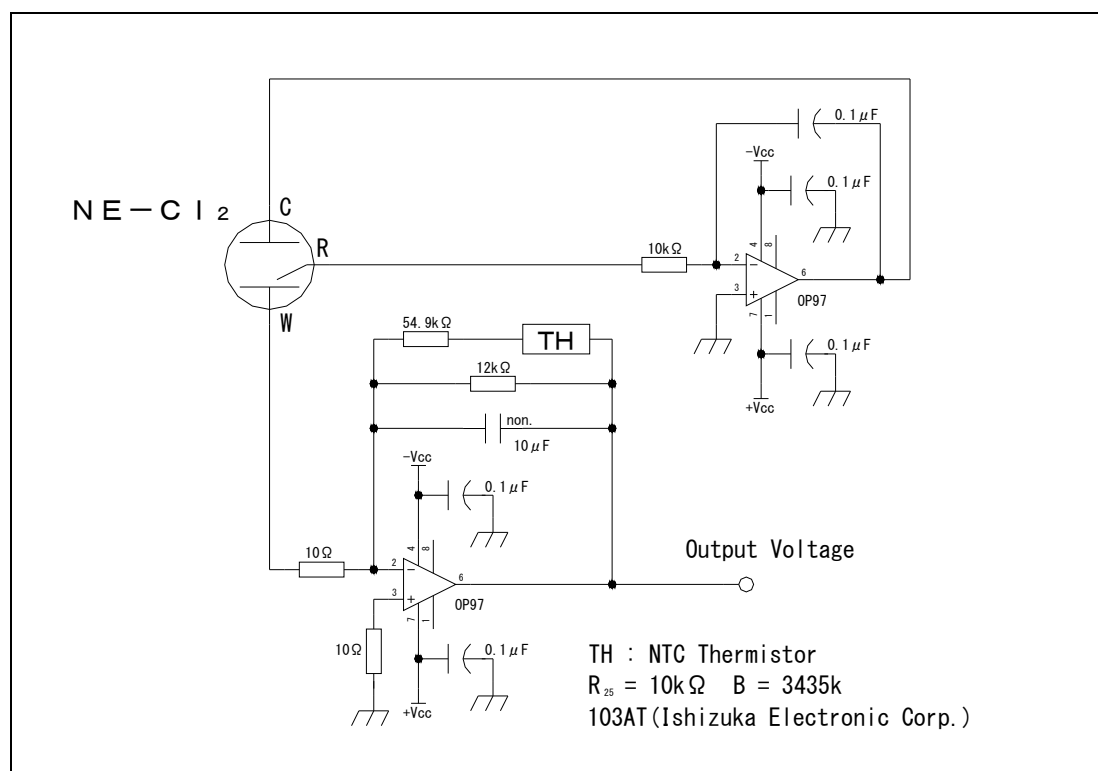 0.1μF
-Vcc
0.1μF
NE-Cl₂
C
R
10kΩ
4
8
2
6
3
OP97
7
1
W
54.9kΩ
TH
0.1μF
12kΩ
+Vcc
non.
10μF
-Vcc
0.1μF
10Ω
4
8
2
6
3
OP97
7
1
Output Voltage
10Ω
0.1μF
+Vcc
TH : NTC Thermistor
R₂₅ = 10kΩ B = 3435k
103AT(Ishizuka Electronic Corp.)